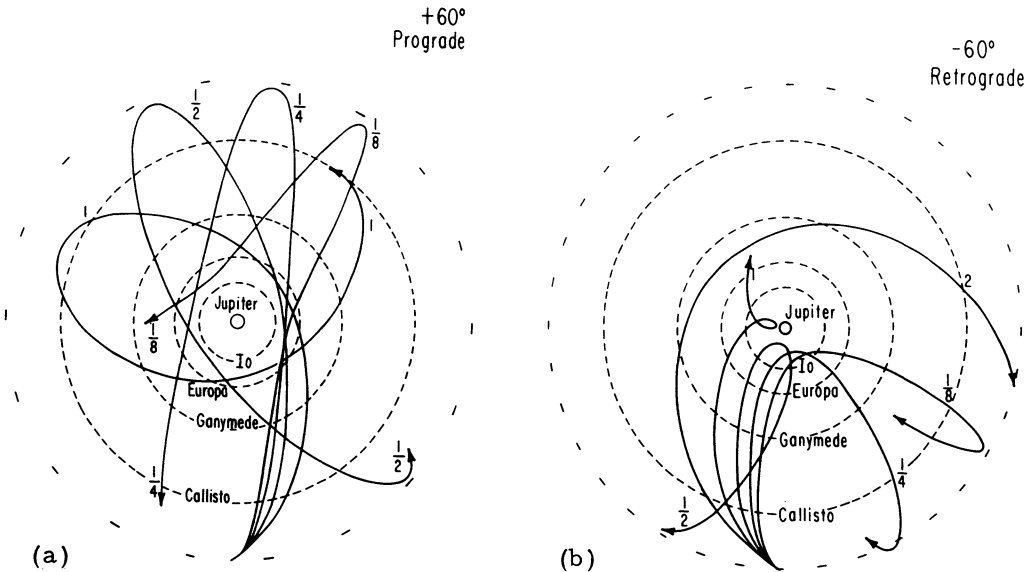 +60°
Prograde
1/2
1/4
1/8
1
1
Jupiter
1/8
Io
Europa
Ganymede
1/2
1/4
Callisto
(a)
-60°
Retrograde
1
2
Jupiter
Io
Europa
1/8
Ganymede
1/4
1/2
Callisto
(b)